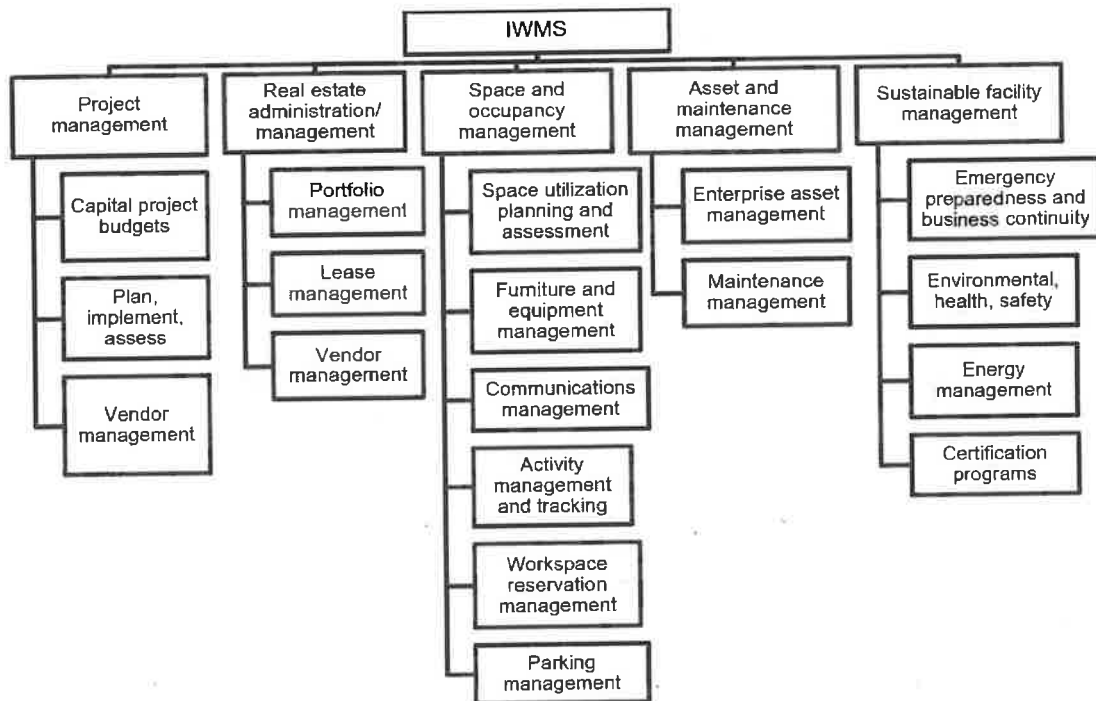 IWMS
Project
management
Capital project
budgets
Plan,
implement,
assess
Vendor
management
Real estate
administration/
management
Portfolio
management
Lease
management
Vendor
management
Space and
occupancy
management
Space utilization
planning and
assessment
Furniture and
equipment
management
Communications
management
Activity
management
and tracking
Workspace
reservation
management
Parking
management
Asset and
maintenance
management
Enterprise asset
management
Maintenance
management
Sustainable facility
management
Emergency
preparedness and
business continuity
Environmental,
health, safety
Energy
management
Certification
programs